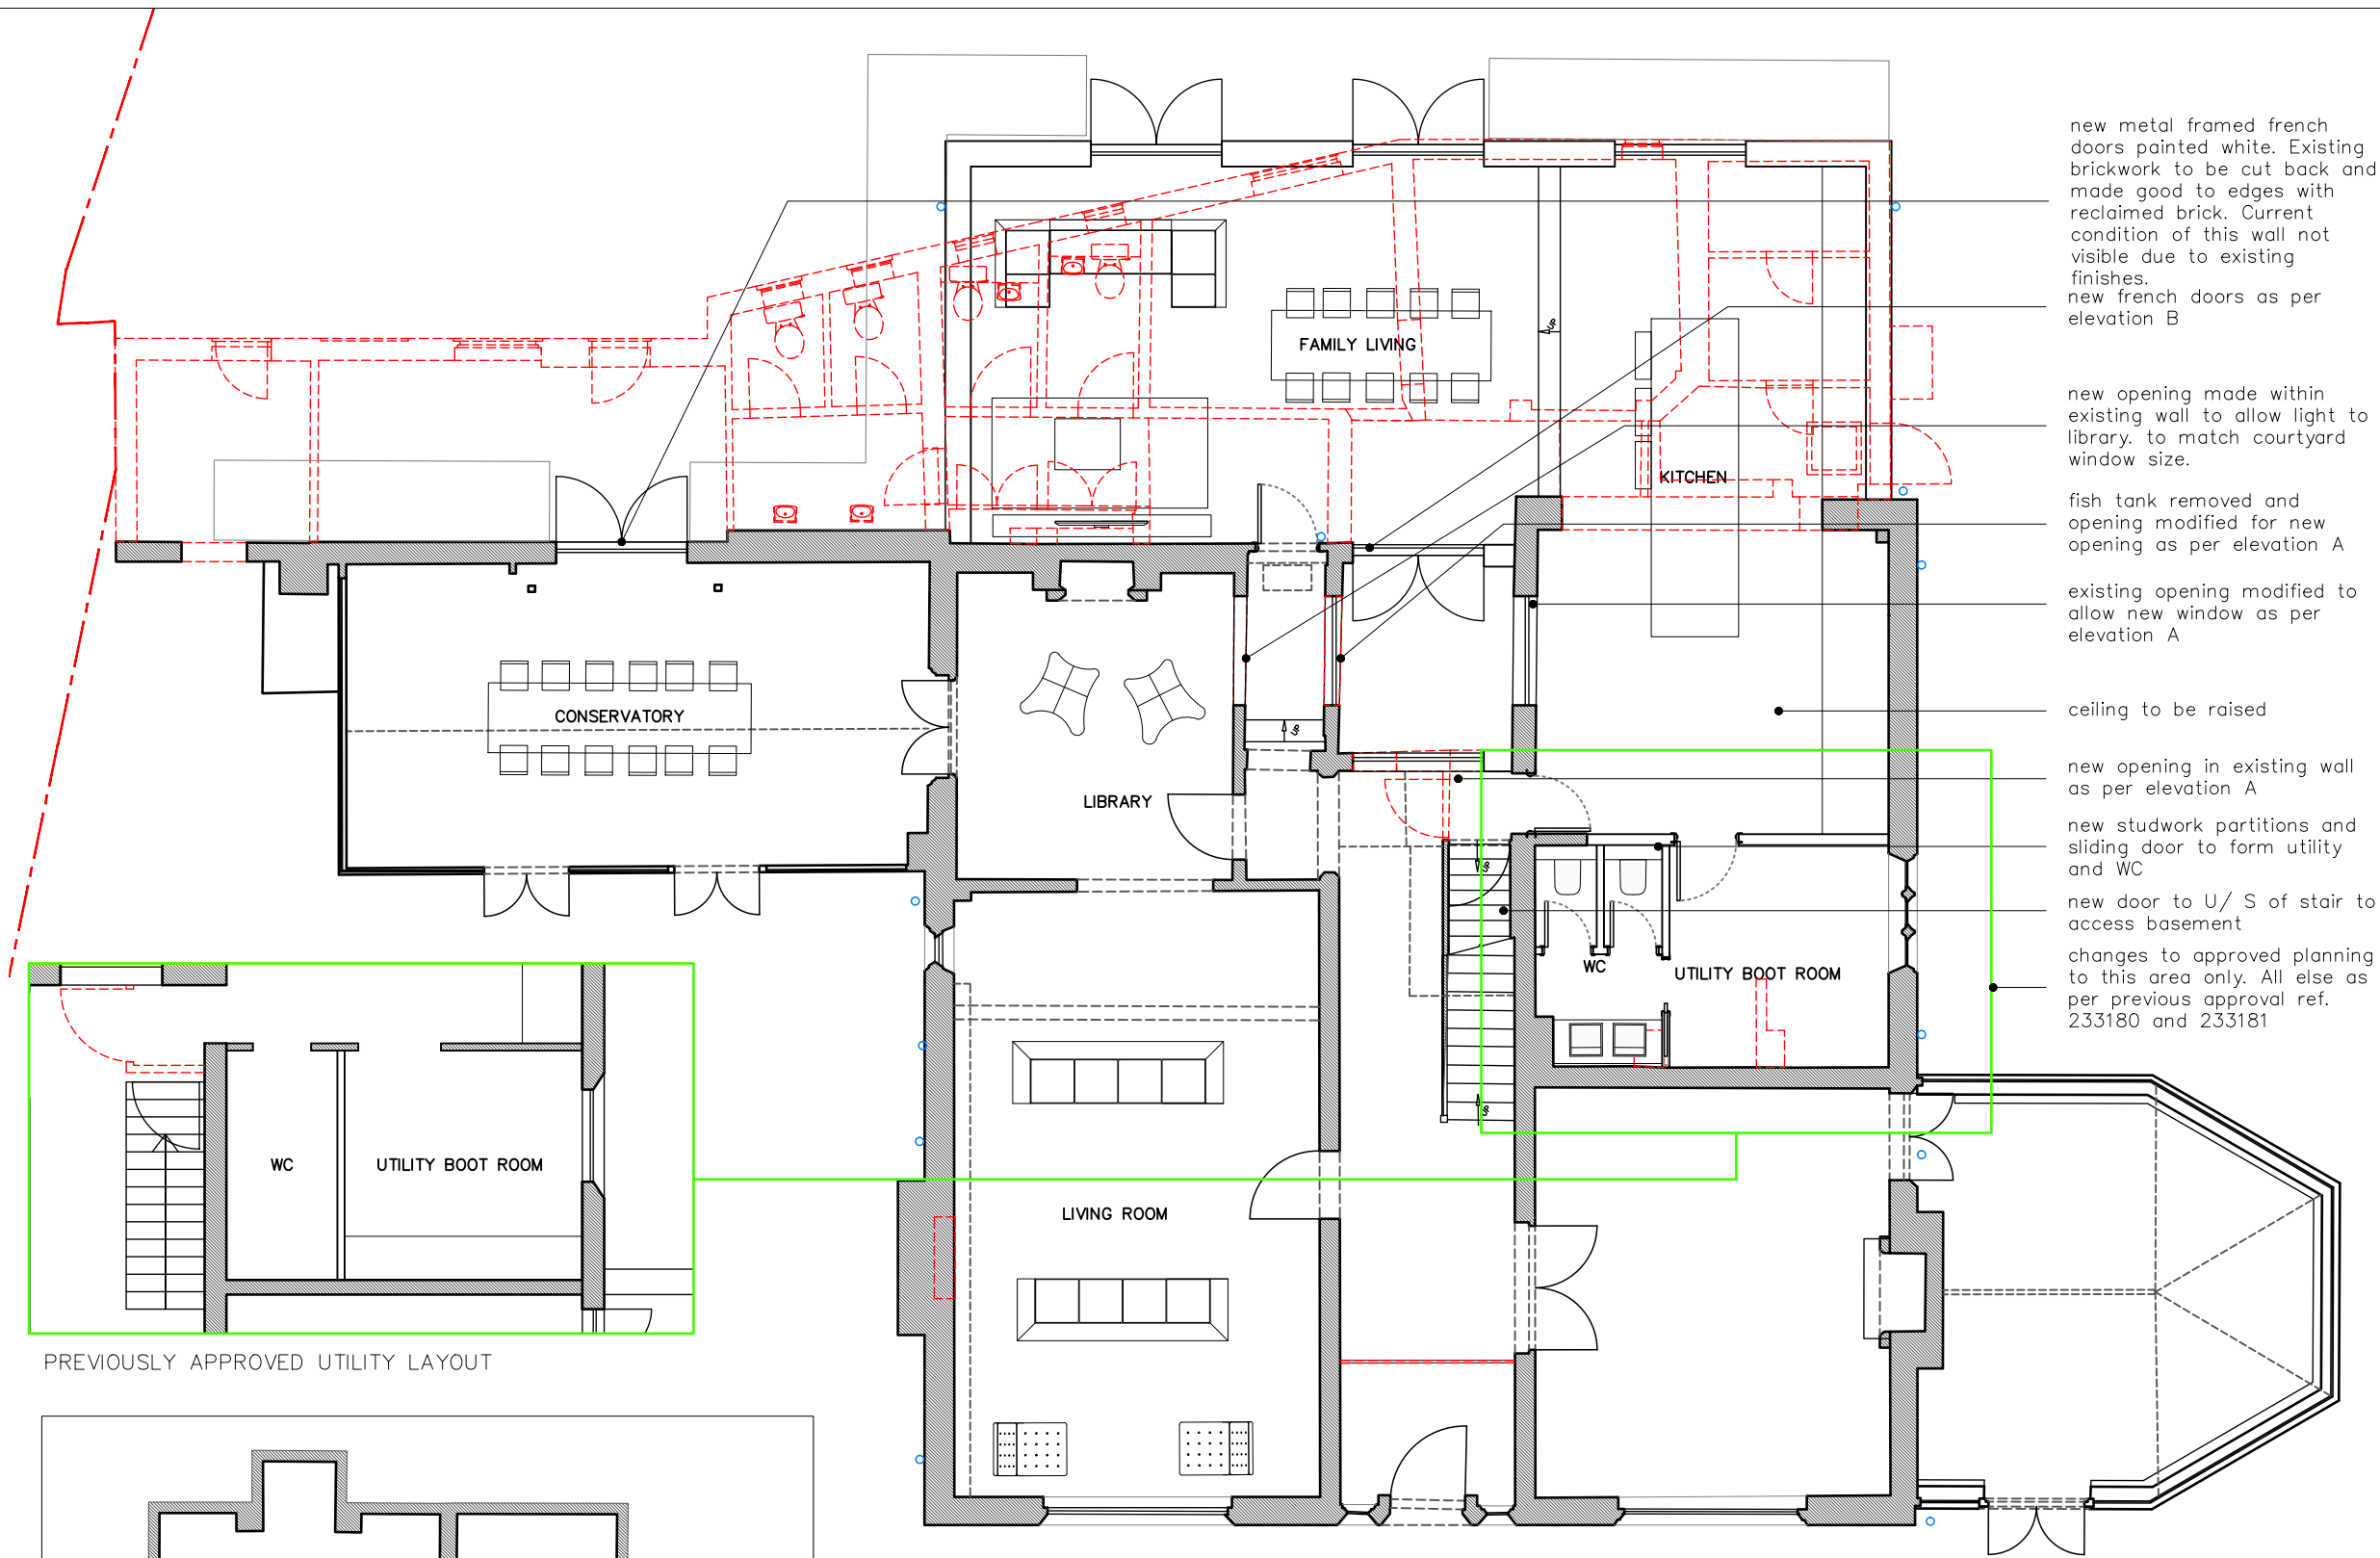 new metal framed french
doors painted white. Existing
brickwork to be cut back and
made good to edges with
reclaimed brick. Current
condition of this wall not
visible due to existing
finishes.
new french doors as per
elevation B
new opening made within
existing wall to allow light to
library. to match courtyard
window size.
fish tank removed and
opening modified for new
opening as per elevation A
existing opening modified to
allow new window as per
elevation A
ceiling to be raised
new opening in existing wall
as per elevation A
new studwork partitions and
sliding door to form utility
and WC
new door to U/ S of stair to
access basement
changes to approved planning
to this area only. All else as
per previous approval ref.
233180 and 233181
FAMILY LIVING
UP
KITCHEN
CONSERVATORY
UP
LIBRARY
UP
WC
UTILITY BOOT ROOM
UP
LIVING ROOM
WC
UTILITY BOOT ROOM
PREVIOUSLY APPROVED UTILITY LAYOUT